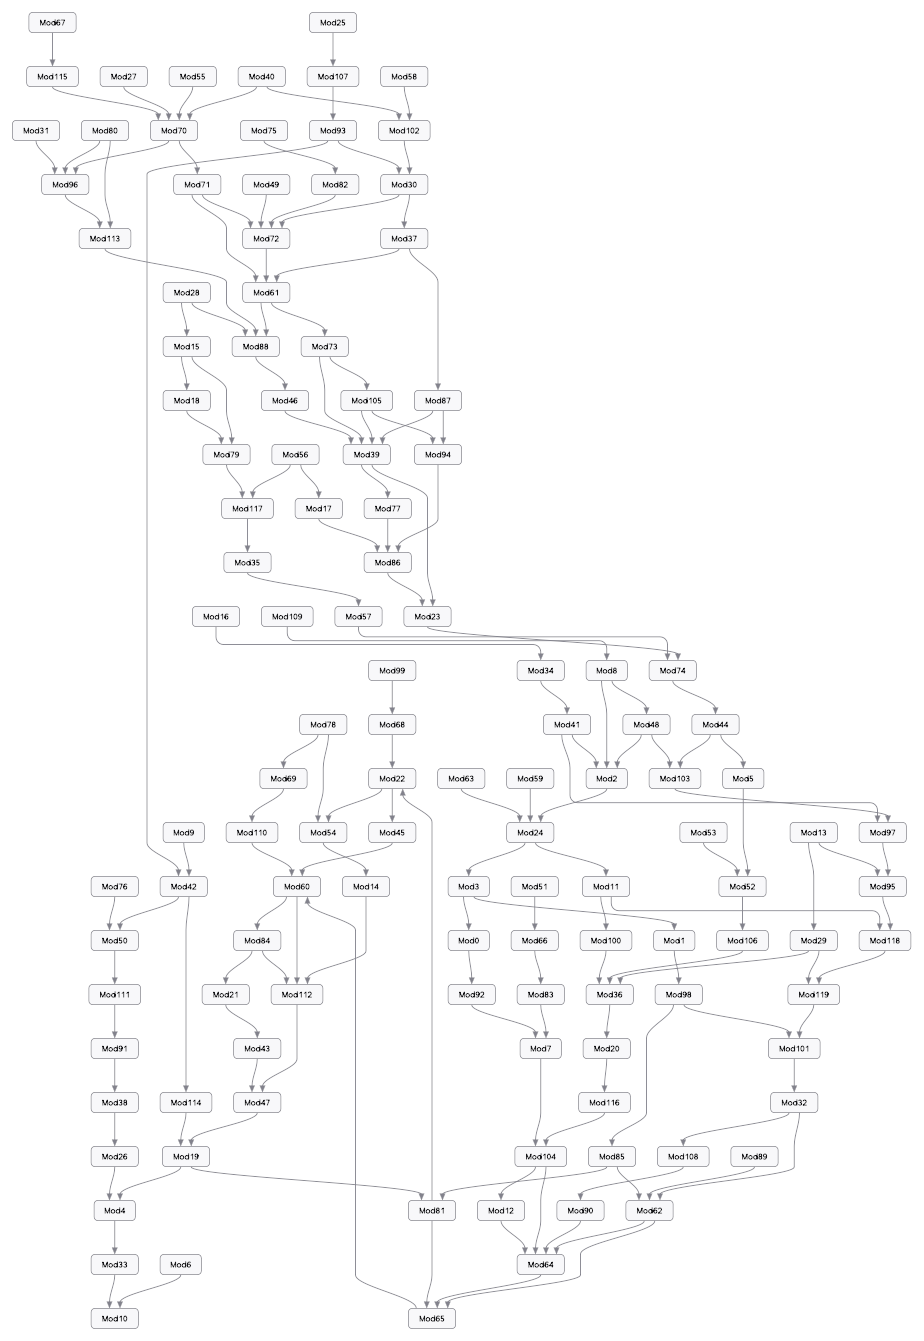 Mod67 Mod25
Mod115 Mod27 Mod55 Mod40 Mod107 Mod58
Mod31 Mod80 Mod70 Mod75 Mod93 Mod102
Mod96 Mod71 Mod49 Mod82 Mod30
Mod113 Mod72 Mod37
Mod28 Mod61
Mod15 Mod88 Mod73
Mod18 Mod46 Mod105 Mod87
Mod79 Mod56 Mod39 Mod94
Mod117 Mod17 Mod77
Mod35 Mod86
Mod16 Mod109 Mod57 Mod23
Mod99 Mod34 Mod8 Mod74
Mod78 Mod68 Mod41 Mod48 Mod44
Mod69 Mod22 Mod63 Mod59 Mod2 Mod103 Mod5
Mod9 Mod110 Mod54 Mod45 Mod24 Mod53 Mod13 Mod97
Mod76 Mod42 Mod60 Mod14 Mod3 Mod51 Mod11 Mod52 Mod95
Mod50 Mod84 Mod0 Mod66 Mod100 Mod1 Mod106 Mod29 Mod118
Mod111 Mod21 Mod112 Mod92 Mod83 Mod36 Mod98 Mod119
Mod91 Mod43 Mod7 Mod20 Mod101
Mod38 Mod114 Mod47 Mod116 Mod32
Mod26 Mod19 Mod104 Mod85 Mod108 Mod89
Mod4 Mod81 Mod12 Mod90 Mod62
Mod33 Mod6 Mod64
Mod10 Mod65